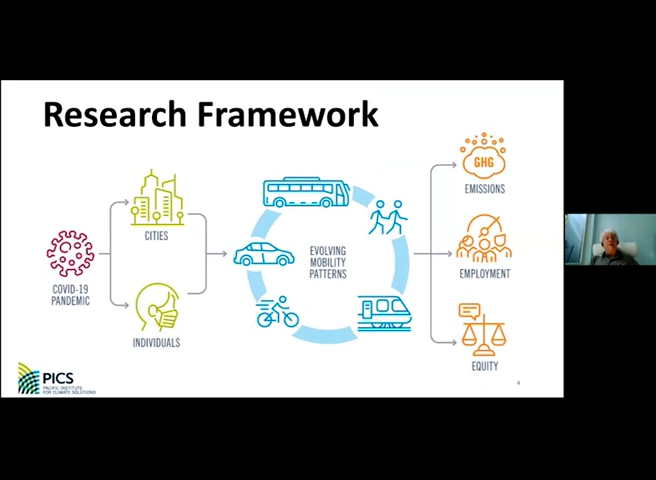 Research Framework
COVID-19
PANDEMIC
CITIES
INDIVIDUALS
EVOLVING
MOBILITY
PATTERNS
GHG
EMISSIONS
EMPLOYMENT
EQUITY
PICS
PACIFIC INSTITUTE
FOR CLIMATE SOLUTIONS
4